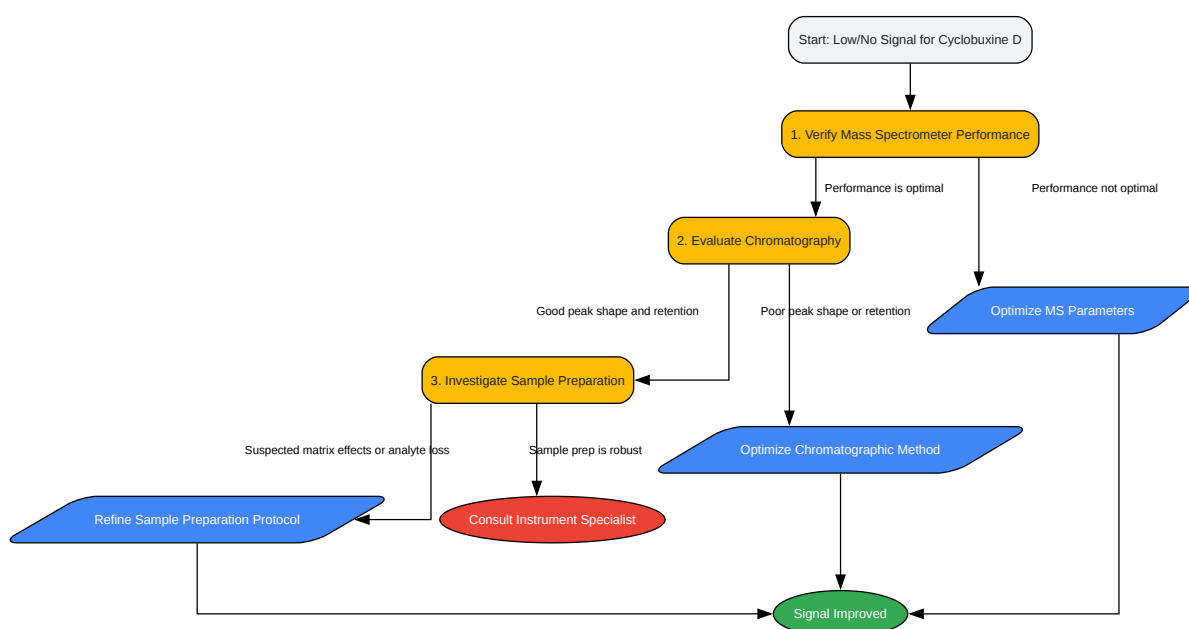 Start: Low/No Signal for Cyclobuxine D
1. Verify Mass Spectrometer Performance
Performance is optimal
Performance not optimal
2. Evaluate Chromatography
Good peak shape and retention
Poor peak shape or retention
Optimize MS Parameters
3. Investigate Sample Preparation
Suspected matrix effects or analyte loss
Sample prep is robust
Optimize Chromatographic Method
Refine Sample Preparation Protocol
Consult Instrument Specialist
Signal Improved